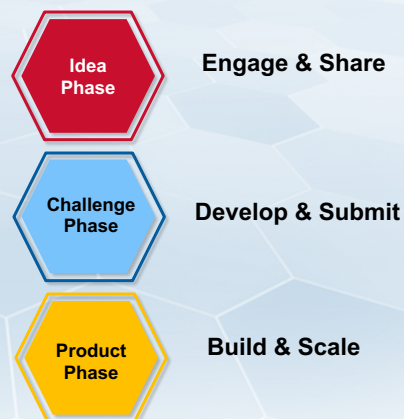 Idea
Phase
Engage & Share
Challenge
Phase
Develop & Submit
Product
Phase
Build & Scale